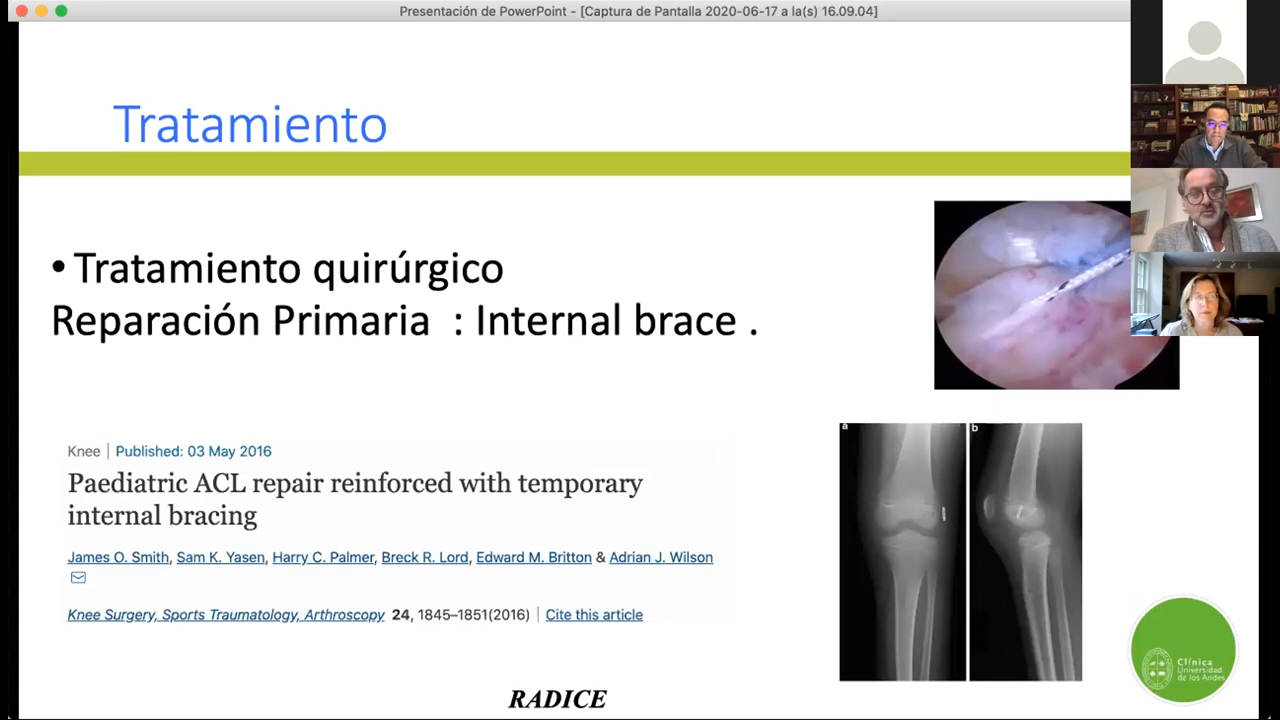 Presentación de PowerPoint - [Captura de Pantalla 2020-06-17 a la(s) 16.09.04]
Tratamiento
• Tratamiento quirúrgico
Reparación Primaria : Internal brace .
Knee | Published: 03 May 2016
Paediatric ACL repair reinforced with temporary
internal bracing
James O. Smith, Sam K. Yasen, Harry C. Palmer, Breck R. Lord, Edward M. Britton & Adrian J. Wilson
Knee Surgery, Sports Traumatology, Arthroscopy 24, 1845–1851(2016) | Cite this article
a
b
Clínica
Universidad
de los Andes
RADICE